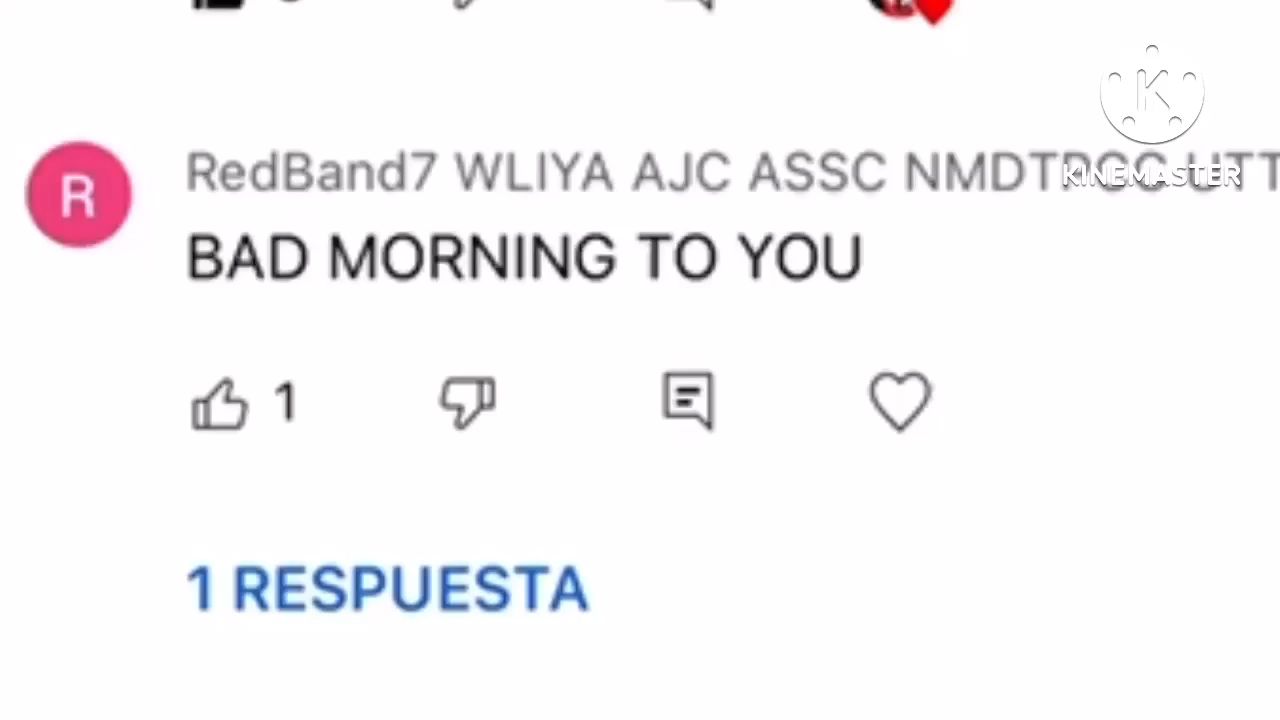 RedBand7 WLIYA AJC ASSC
KINEMASTER
BAD MORNING TO YOU
1
1 RESPUESTA
R
K